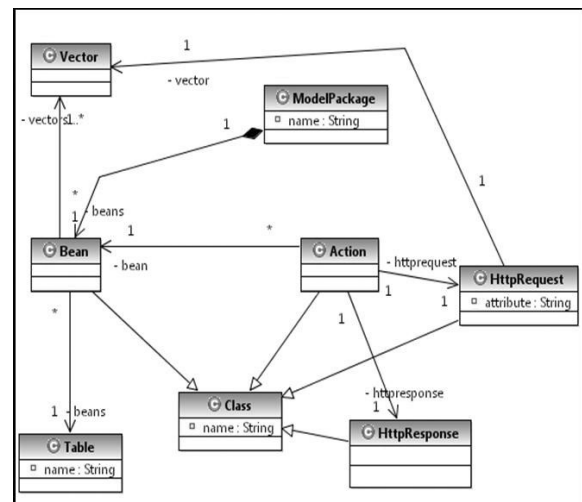 C Vector
1
- vector
C ModelPackage
name : String
- vectors 1..*
1
*
1
- beans
C Bean
1
- bean
*
C Action
- httprequest
1
1
C HttpRequest
attribute : String
1
1
*
1
- httpresponse
1
C Class
name : String
C HttpResponse
1
- beans
C Table
name : String